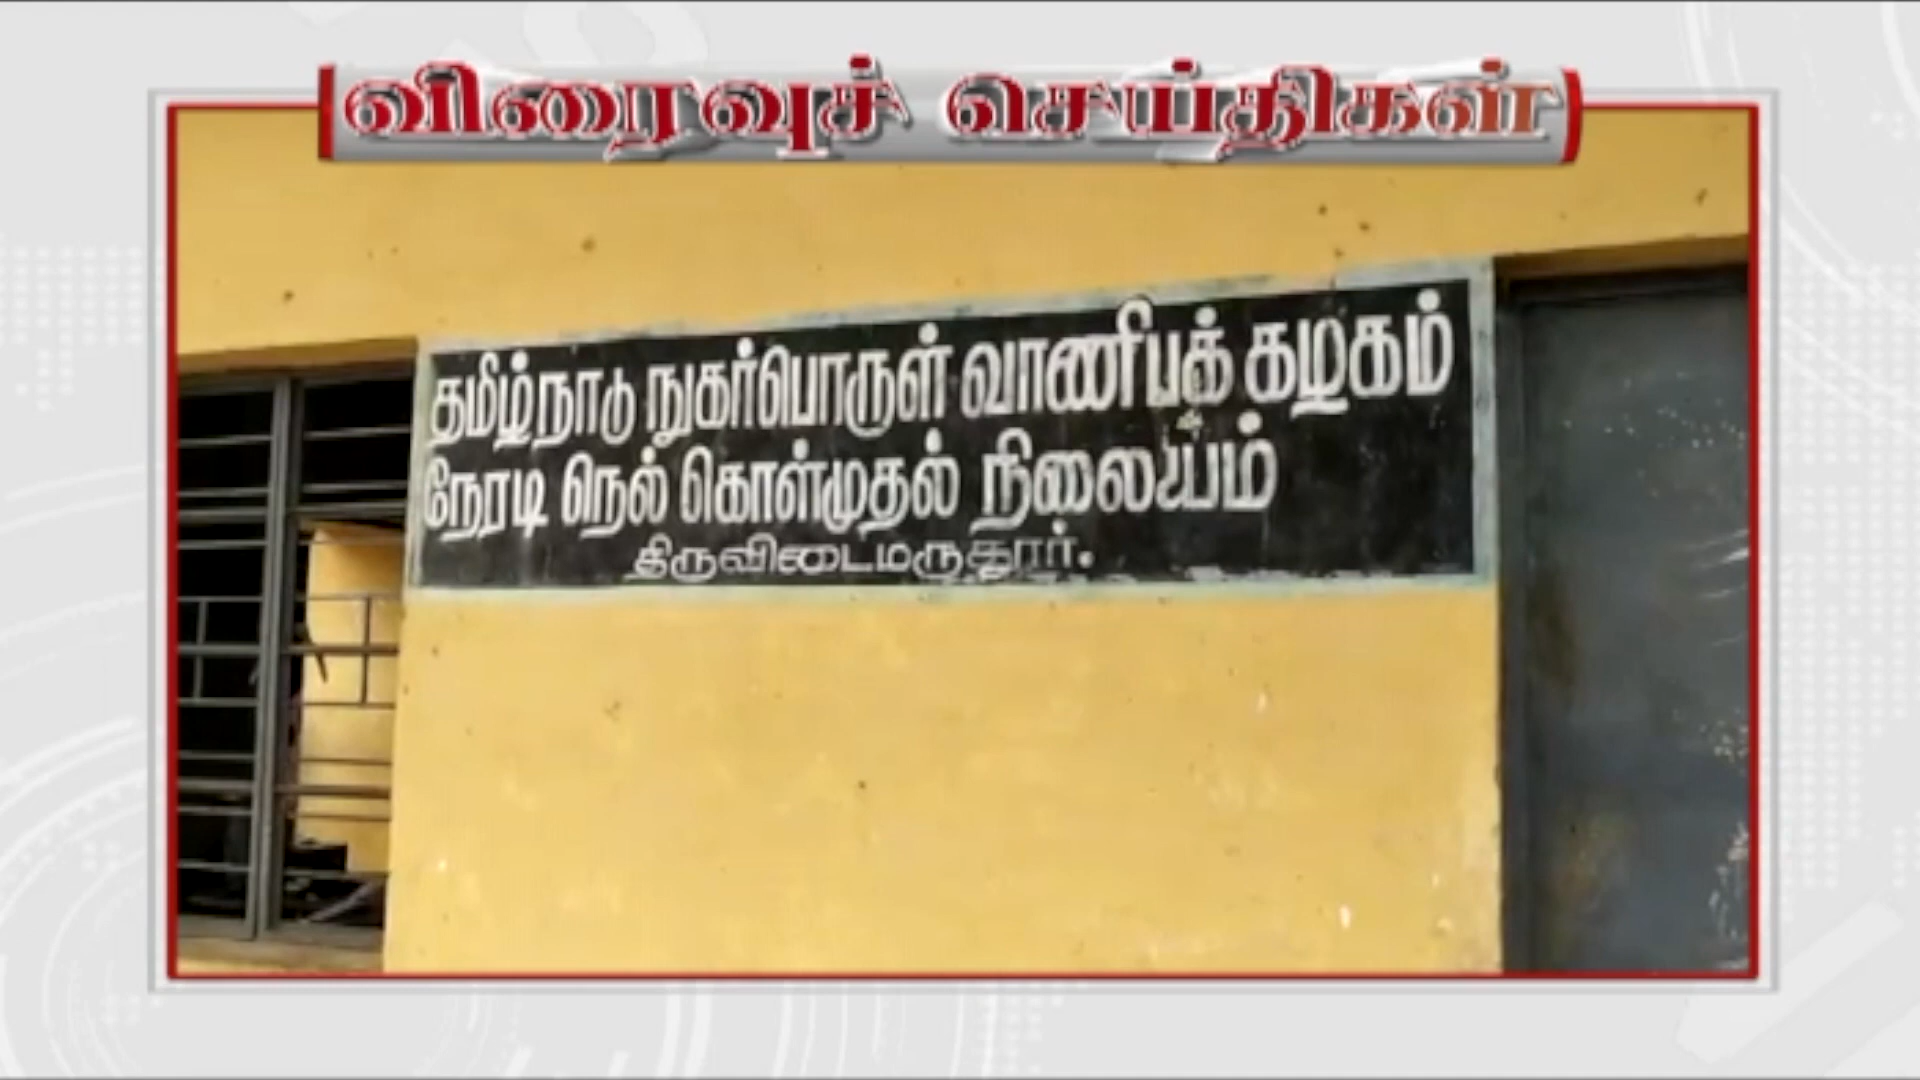 விரைவுச் செய்திகள்
தமிழ்நாடு நுகர்பொருள் வாணிபக் கழகம்
நேரடி நெல் கொள்முதல் நிலையம்
திருவிடைமருதூர்.